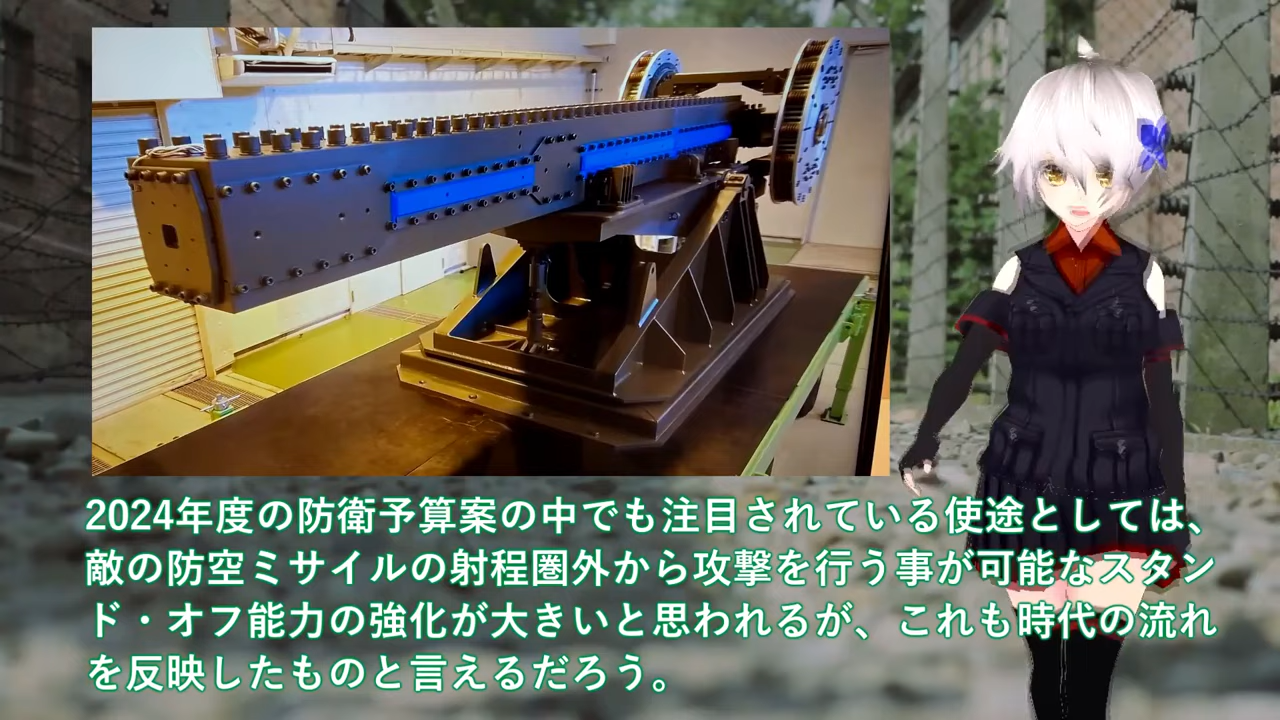 2024年度の防衛予算案の中でも注目されている使途としては、
敵の防空ミサイルの射程圏外から攻撃を行う事が可能なスタン
ド・オフ能力の強化が大きいと思われるが、これも時代の流れ
を反映したものと言えるだろう。